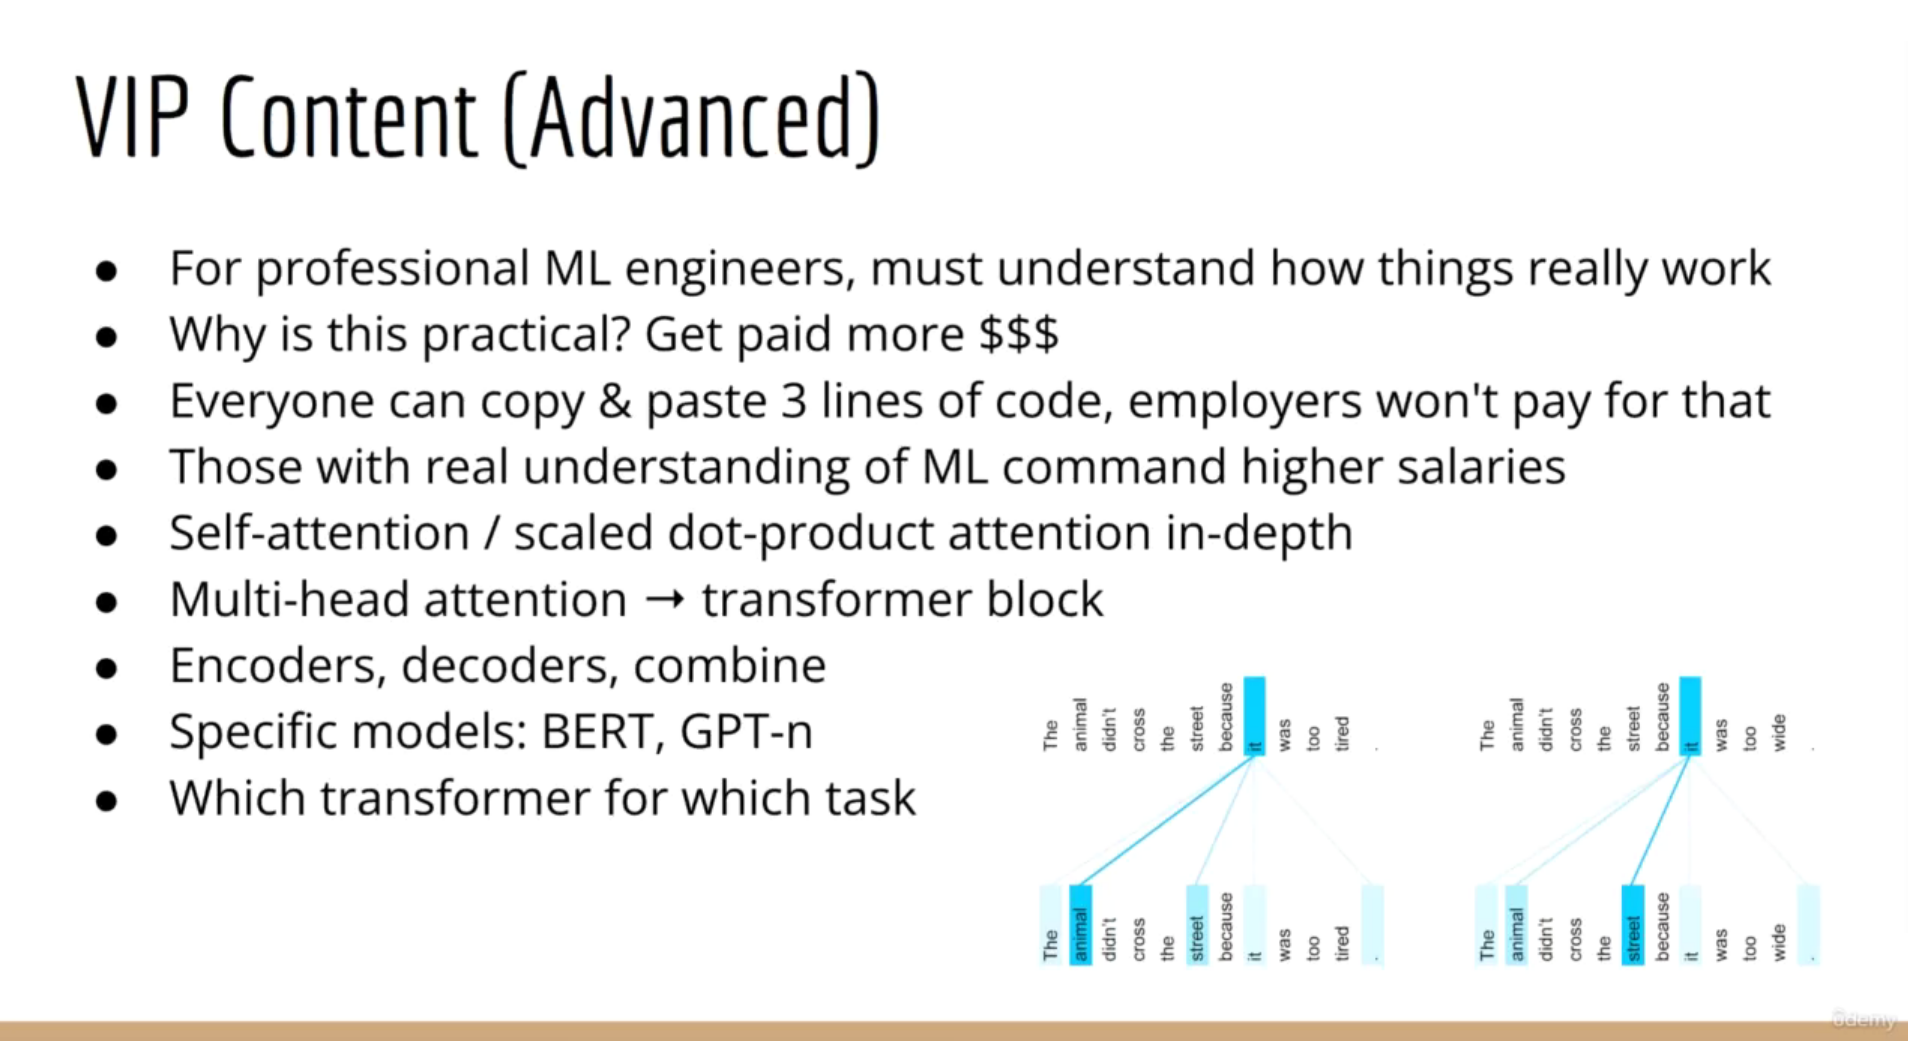 VIP Content (Advanced)
● For professional ML engineers, must understand how things really work
● Why is this practical? Get paid more $$$
● Everyone can copy & paste 3 lines of code, employers won't pay for that
● Those with real understanding of ML command higher salaries
● Self-attention / scaled dot-product attention in-depth
● Multi-head attention → transformer block
● Encoders, decoders, combine
● Specific models: BERT, GPT-n
● Which transformer for which task
The animal didn't cross the street because it was too tired .
The animal didn't cross the street because it was too tired .
The animal didn't cross the street because it was too wide .
The animal didn't cross the street because it was too wide .
Udemy